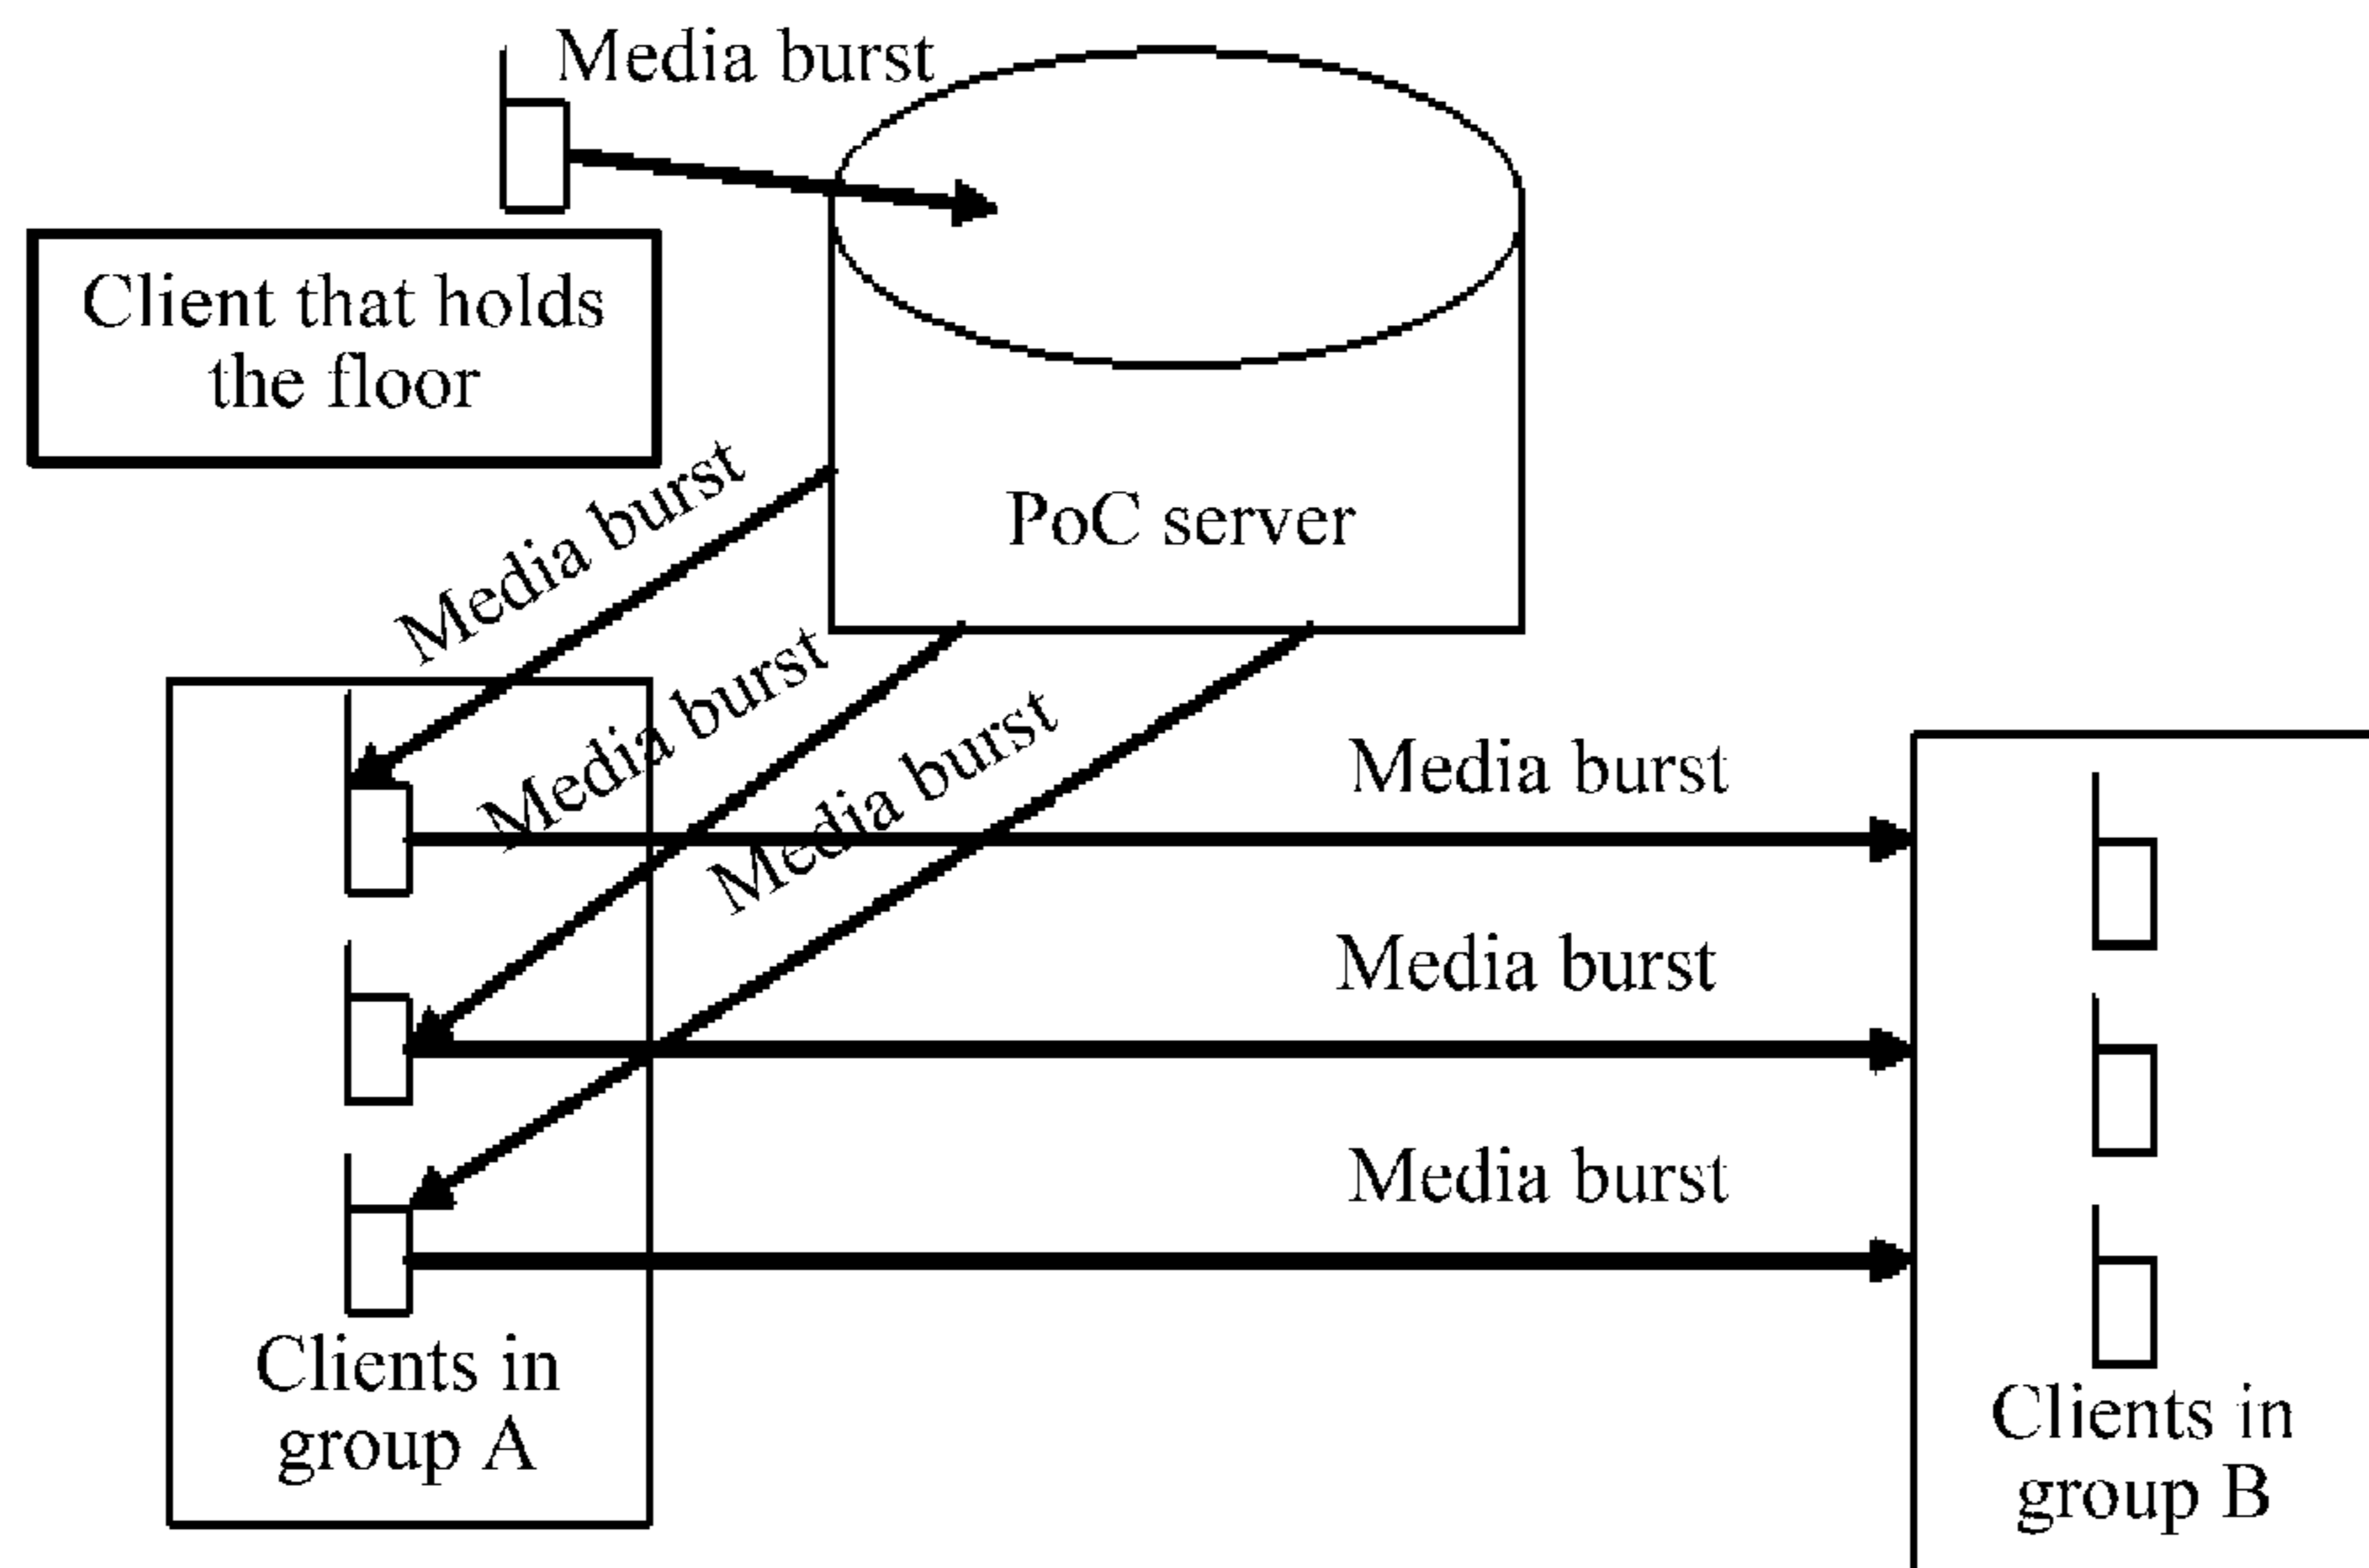 Media burst
Client that holds
the floor
PoC server
Media burst
Media burst
Media burst
Media burst
Media burst
Media burst
Clients in
group A
Clients in
group B